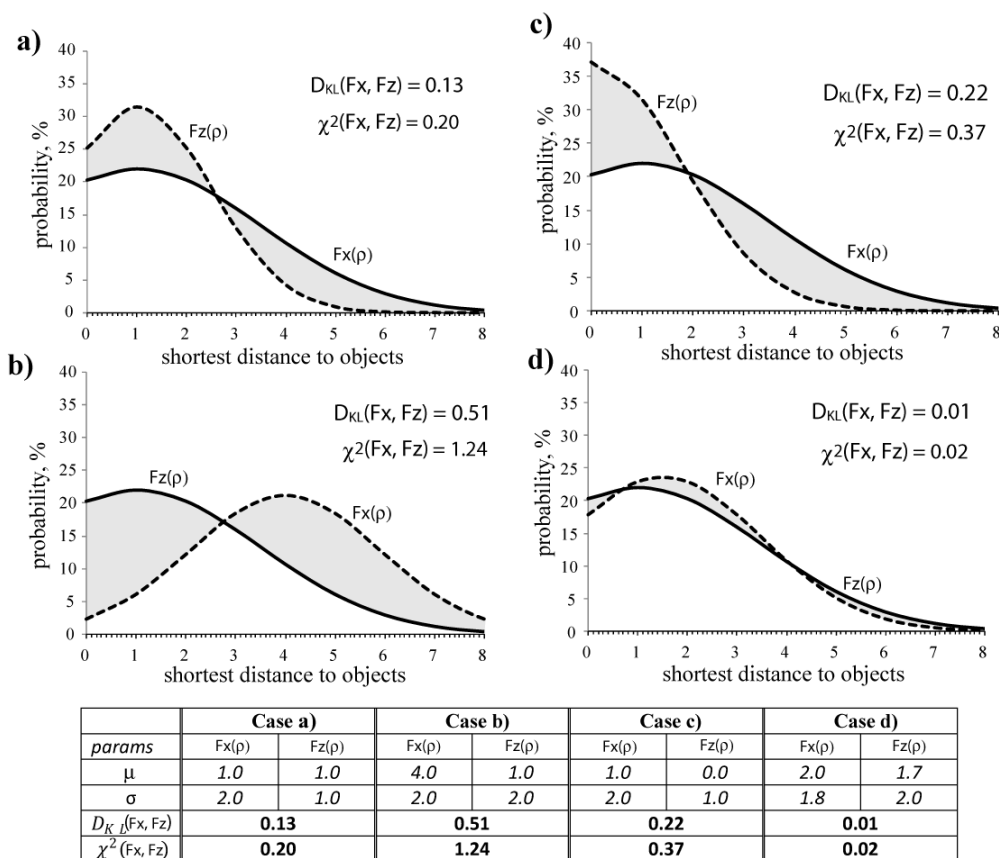 a)
40
35
30
25
20
15
10
5
0
probability, %
D_KL(Fx, Fz) = 0.13
χ²(Fx, Fz) = 0.20
Fz(ρ)
Fx(ρ)
0 1 2 3 4 5 6 7 8
shortest distance to objects
c)
40
35
30
25
20
15
10
5
0
probability, %
D_KL(Fx, Fz) = 0.22
χ²(Fx, Fz) = 0.37
Fz(ρ)
Fx(ρ)
0 1 2 3 4 5 6 7 8
shortest distance to objects
b)
40
35
30
25
20
15
10
5
0
probability, %
D_KL(Fx, Fz) = 0.51
χ²(Fx, Fz) = 1.24
Fz(ρ)
Fx(ρ)
0 1 2 3 4 5 6 7 8
shortest distance to objects
d)
40
35
30
25
20
15
10
5
0
probability, %
D_KL(Fx, Fz) = 0.01
χ²(Fx, Fz) = 0.02
Fx(ρ)
Fz(ρ)
0 1 2 3 4 5 6 7 8
shortest distance to objects
Case a) Case b) Case c) Case d)
params Fx(ρ) Fz(ρ) Fx(ρ) Fz(ρ) Fx(ρ) Fz(ρ) Fx(ρ) Fz(ρ)
μ 1.0 1.0 4.0 1.0 1.0 0.0 2.0 1.7
σ 2.0 1.0 2.0 2.0 2.0 1.0 1.8 2.0
D_K L(Fx, Fz) 0.13 0.51 0.22 0.01
χ² (Fx, Fz) 0.20 1.24 0.37 0.02